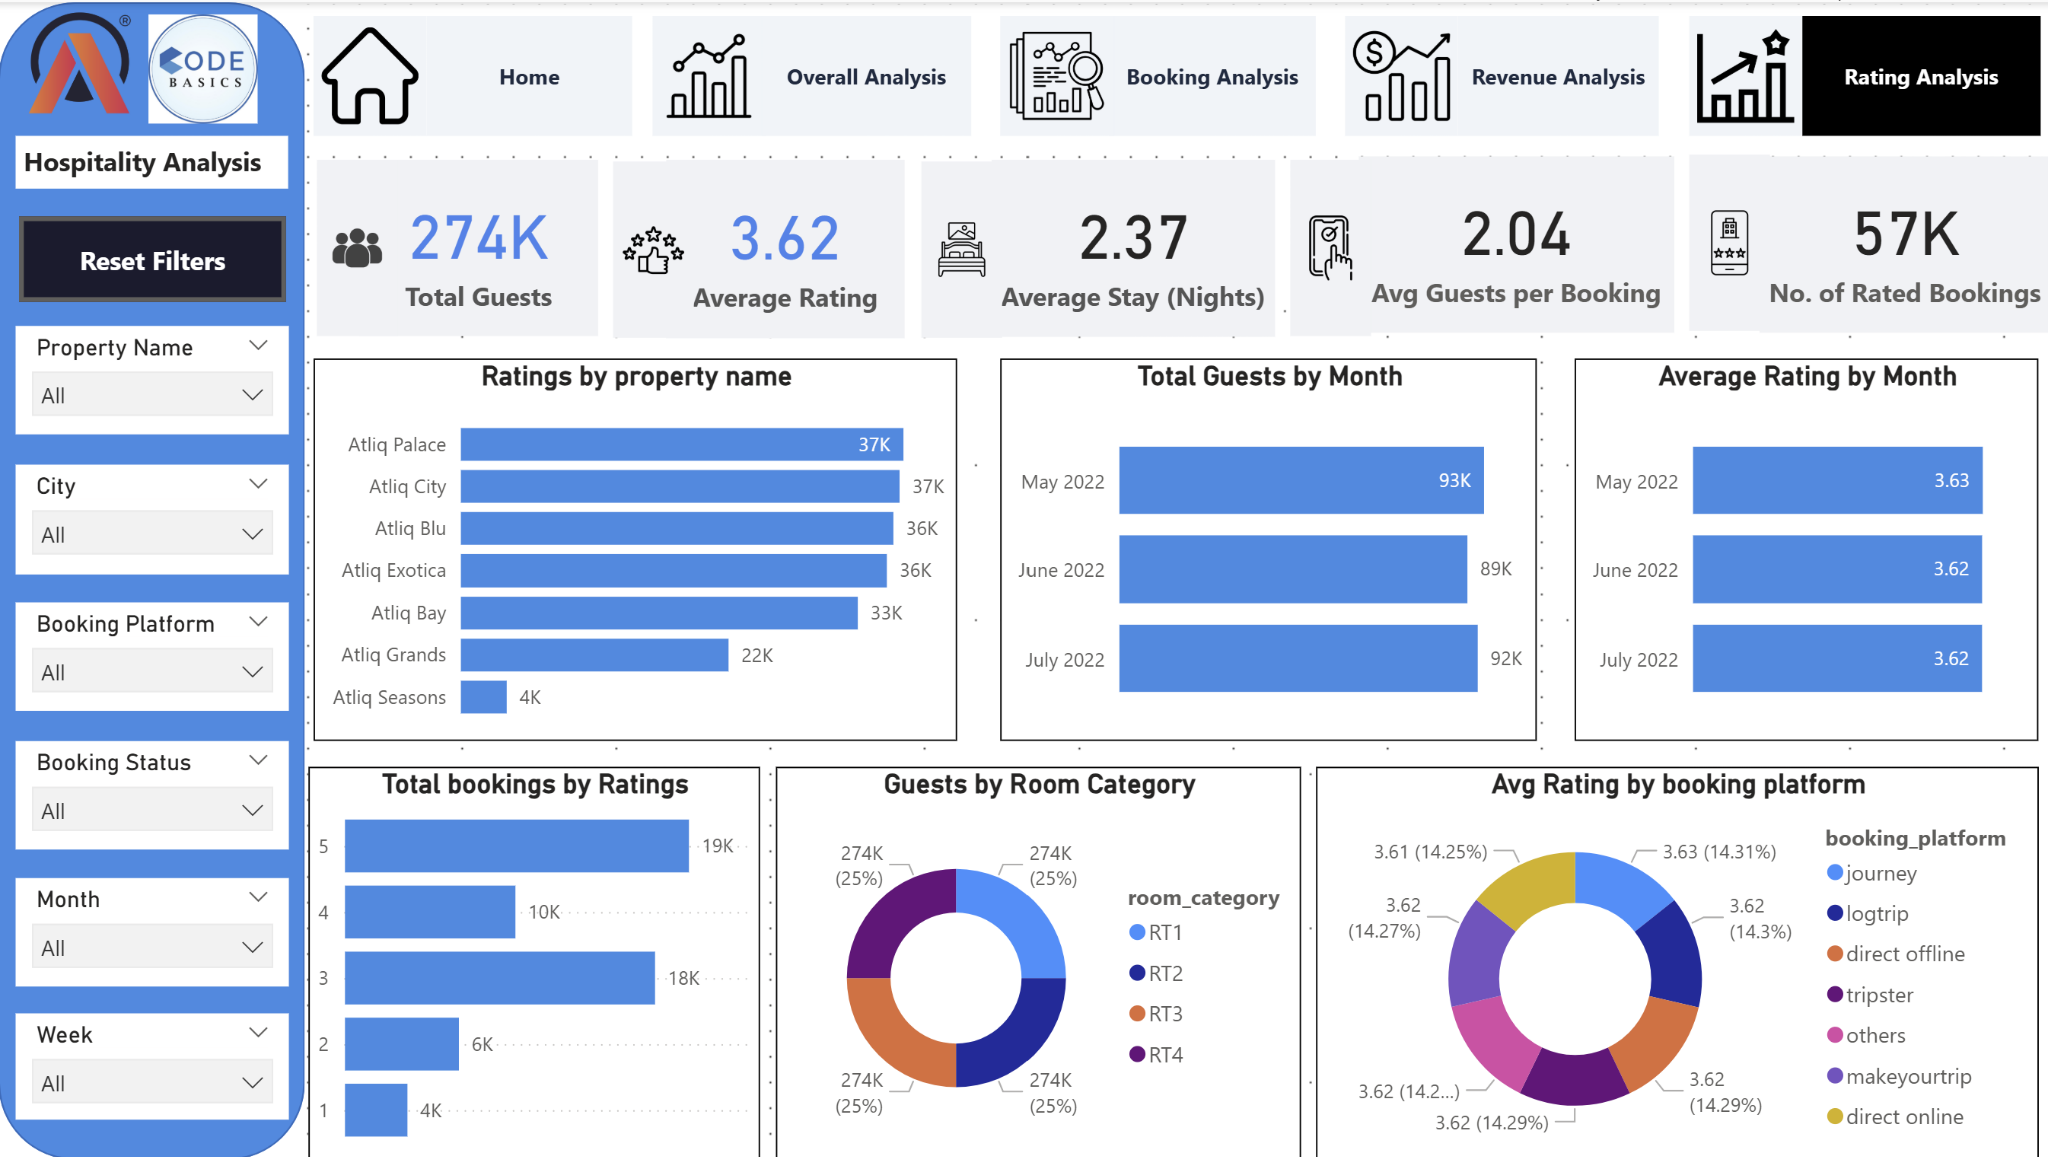 ®
CODE
BASICS
Hospitality Analysis
Reset Filters
Property Name
All
City
All
Booking Platform
All
Booking Status
All
Month
All
Week
All
Home
Overall Analysis
Booking Analysis
$
Revenue Analysis
Rating Analysis
274K
Total Guests
3.62
Average Rating
2.37
Average Stay (Nights)
2.04
Avg Guests per Booking
57K
No. of Rated Bookings
Ratings by property name
Atliq Palace 37K
Atliq City 37K
Atliq Blu 36K
Atliq Exotica 36K
Atliq Bay 33K
Atliq Grands 22K
Atliq Seasons 4K
Total Guests by Month
May 2022 93K
June 2022 89K
July 2022 92K
Average Rating by Month
May 2022 3.63
June 2022 3.62
July 2022 3.62
Total bookings by Ratings
5 19K
4 10K
3 18K
2 6K
1 4K
Guests by Room Category
274K
(25%)
274K
(25%)
274K
(25%)
274K
(25%)
room_category
RT1
RT2
RT3
RT4
Avg Rating by booking platform
3.61 (14.25%)
3.63 (14.31%)
3.62
(14.27%)
3.62
(14.3%)
3.62 (14.2...)
3.62
(14.29%)
3.62 (14.29%)
booking_platform
journey
logtrip
direct offline
tripster
others
makeyourtrip
direct online